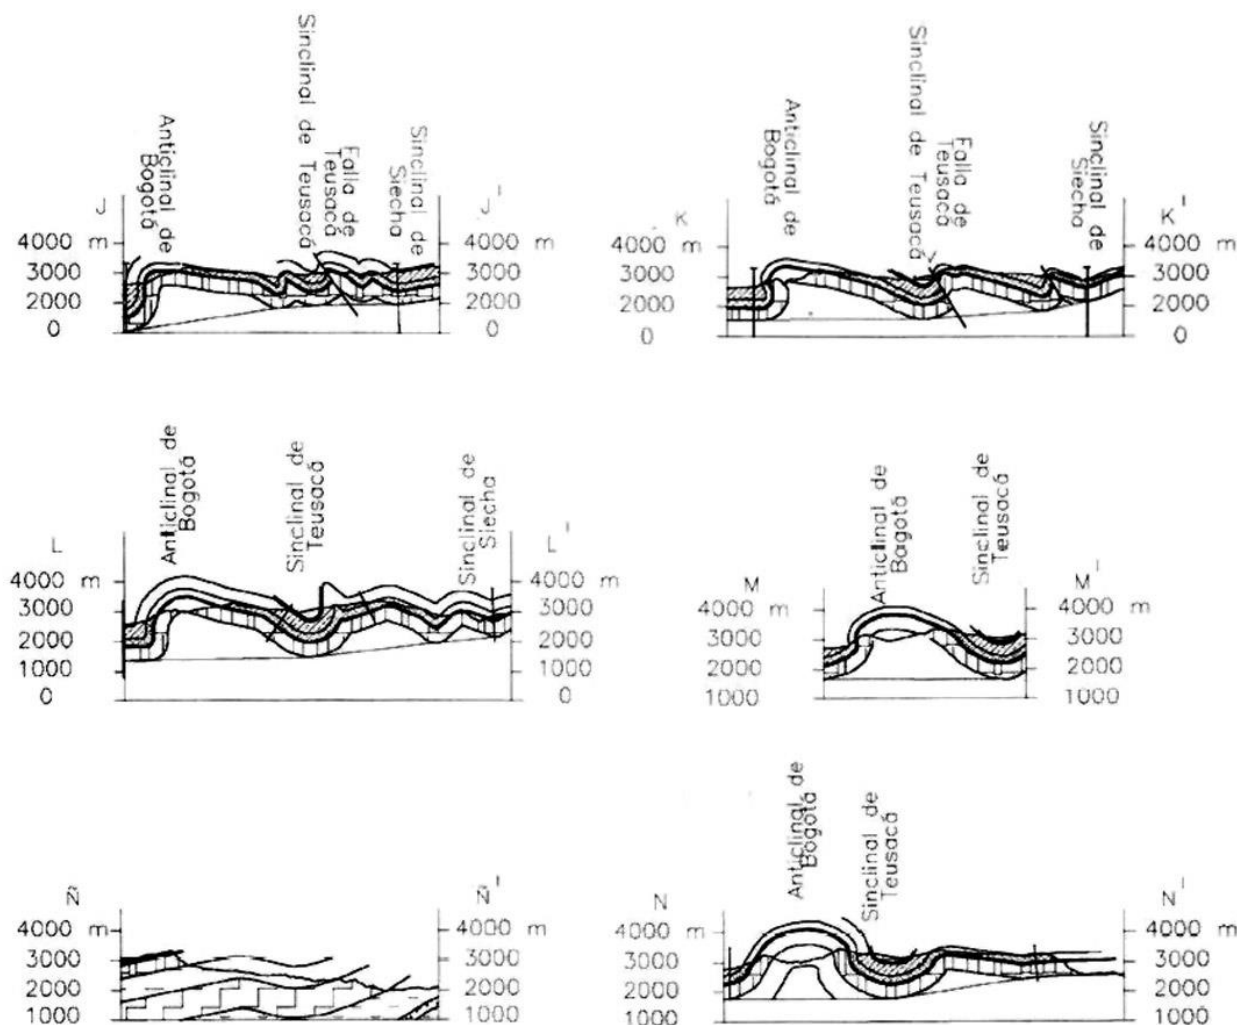 J
Anticlinal de
Bogotá
Sinclinal de Teusacá
Falla de
Teusacá
Siecha
Sinclinal de
J'
4000 m
3000
2000
0
4000 m
3000
2000
0
K
Anticlinal de
Bogotá
Sinclinal de Teusacá
Falla de
Teusacá
Sinclinal de
Siecha
K'
4000 m
3000
2000
0
4000 m
3000
2000
0
L
Anticlinal de
Bogotá
Sinclinal de
Teusacá
Sinclinal de
Siecha
L'
4000 m
3000
2000
1000
0
4000 m
3000
2000
1000
0
M
Anticlinal de
Bagotá
Sinclinal de
Teusacá
M'
4000 m
3000
2000
1000
4000 m
3000
2000
1000
Ñ
Ñ'
4000 m
3000
2000
1000
4000 m
3000
2000
1000
N
Anticlinal de
Bogotá
Sinclinal de
Teusacá
N'
4000 m
3000
2000
1000
4000 m
3000
2000
1000